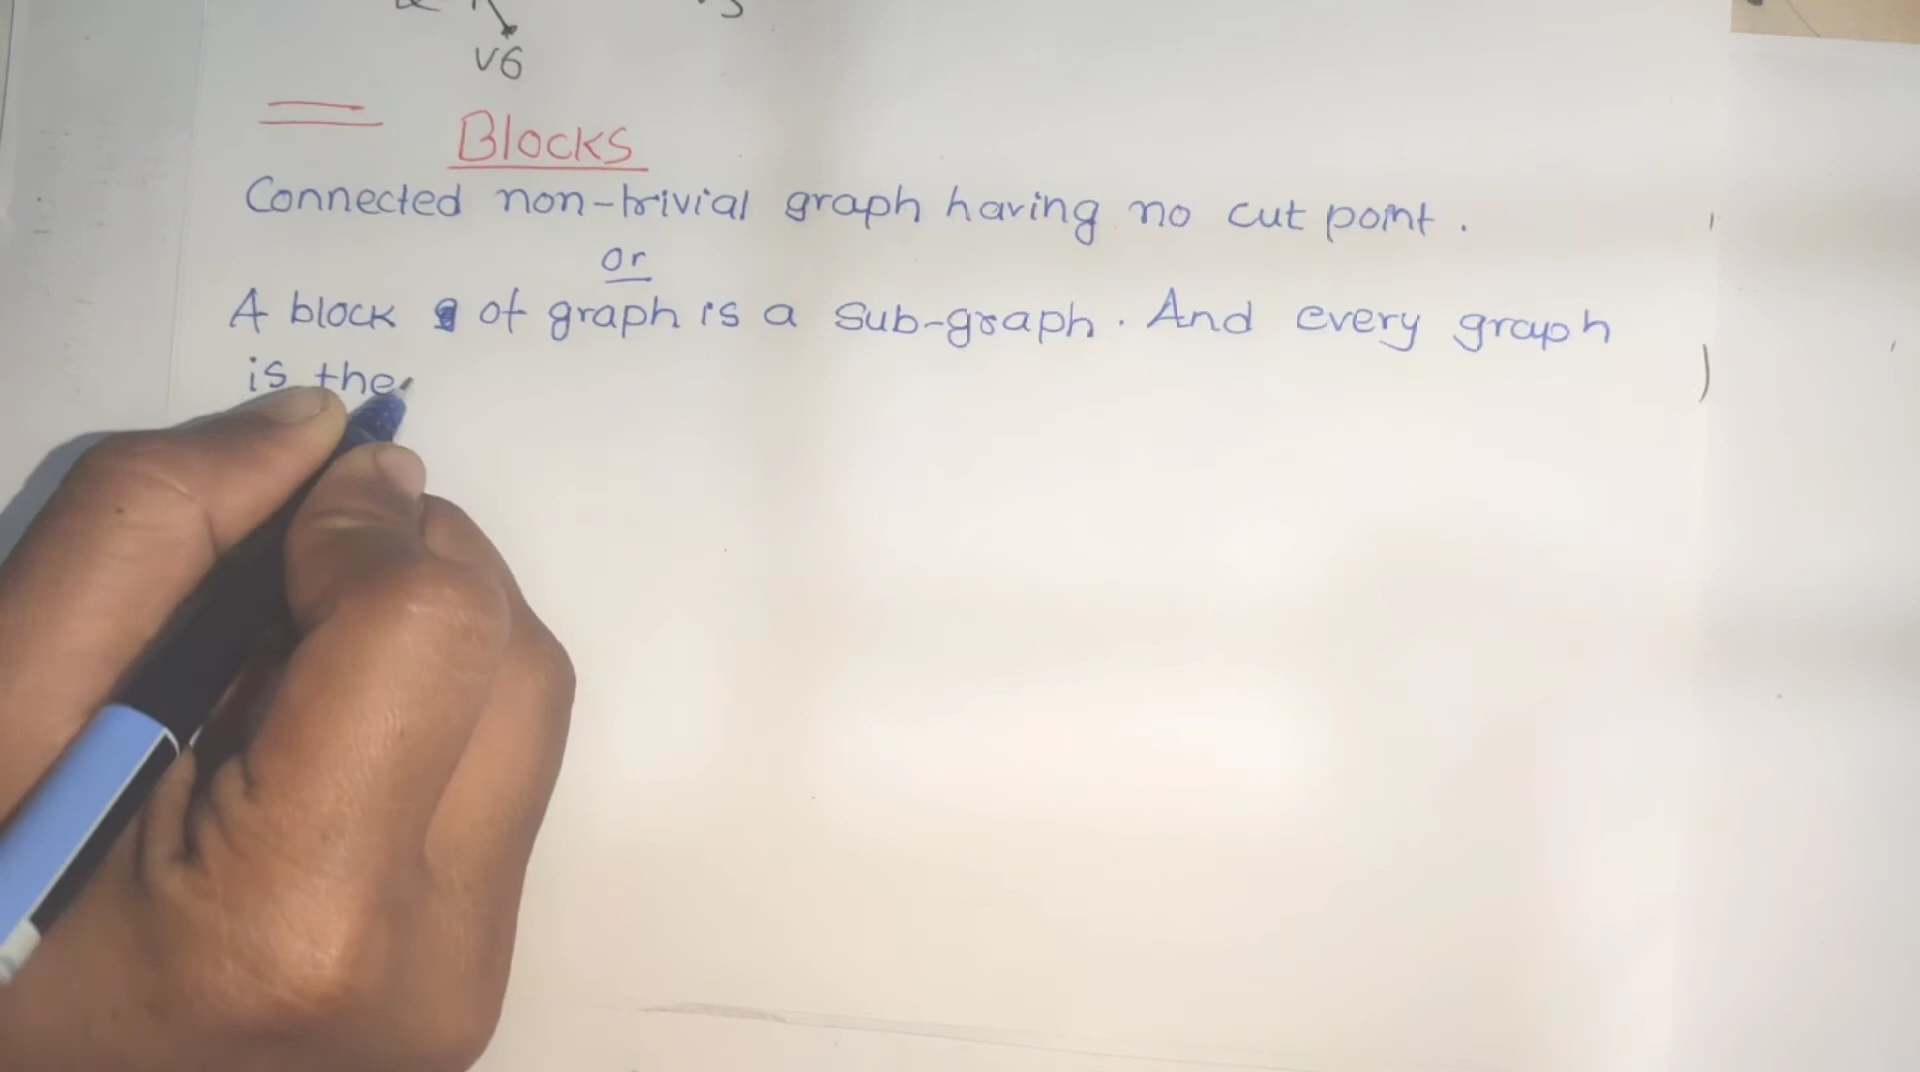 v6
Blocks
Connected non-trivial graph having no cut point.
or
A block of graph is a sub-graph. And every graph
is the